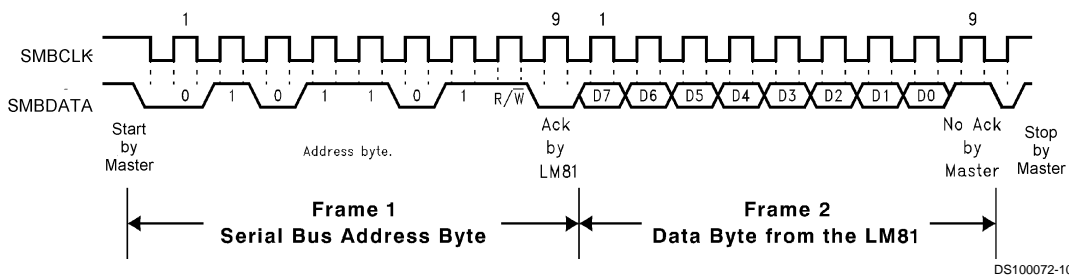 1 9 1 9
SMBCLK
SMBDATA
0 1 0 1 1 0 1 R/W D7 D6 D5 D4 D3 D2 D1 D0
Start
by
Master
Address byte.
Ack
by
LM81
No Ack
by
Master
Stop
by
Master
Frame 1
Serial Bus Address Byte
Frame 2
Data Byte from the LM81
DS100072-10